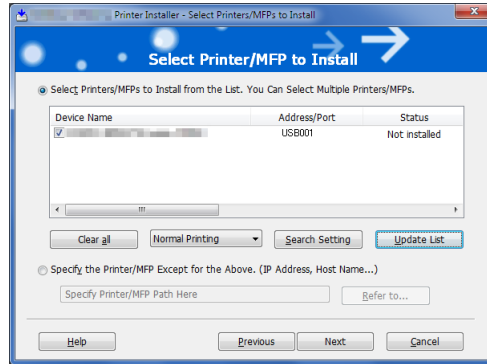 Printer Installer - Select Printers/MFPs to Install
Select Printer/MFP to Install
Select Printers/MFPs to Install from the List. You Can Select Multiple Printers/MFPs.
Device Name Address/Port Status
USB001 Not installed
Clear all Normal Printing Search Setting Update List
Specify the Printer/MFP Except for the Above. (IP Address, Host Name...)
Specify Printer/MFP Path Here Refer to...
Help Previous Next Cancel